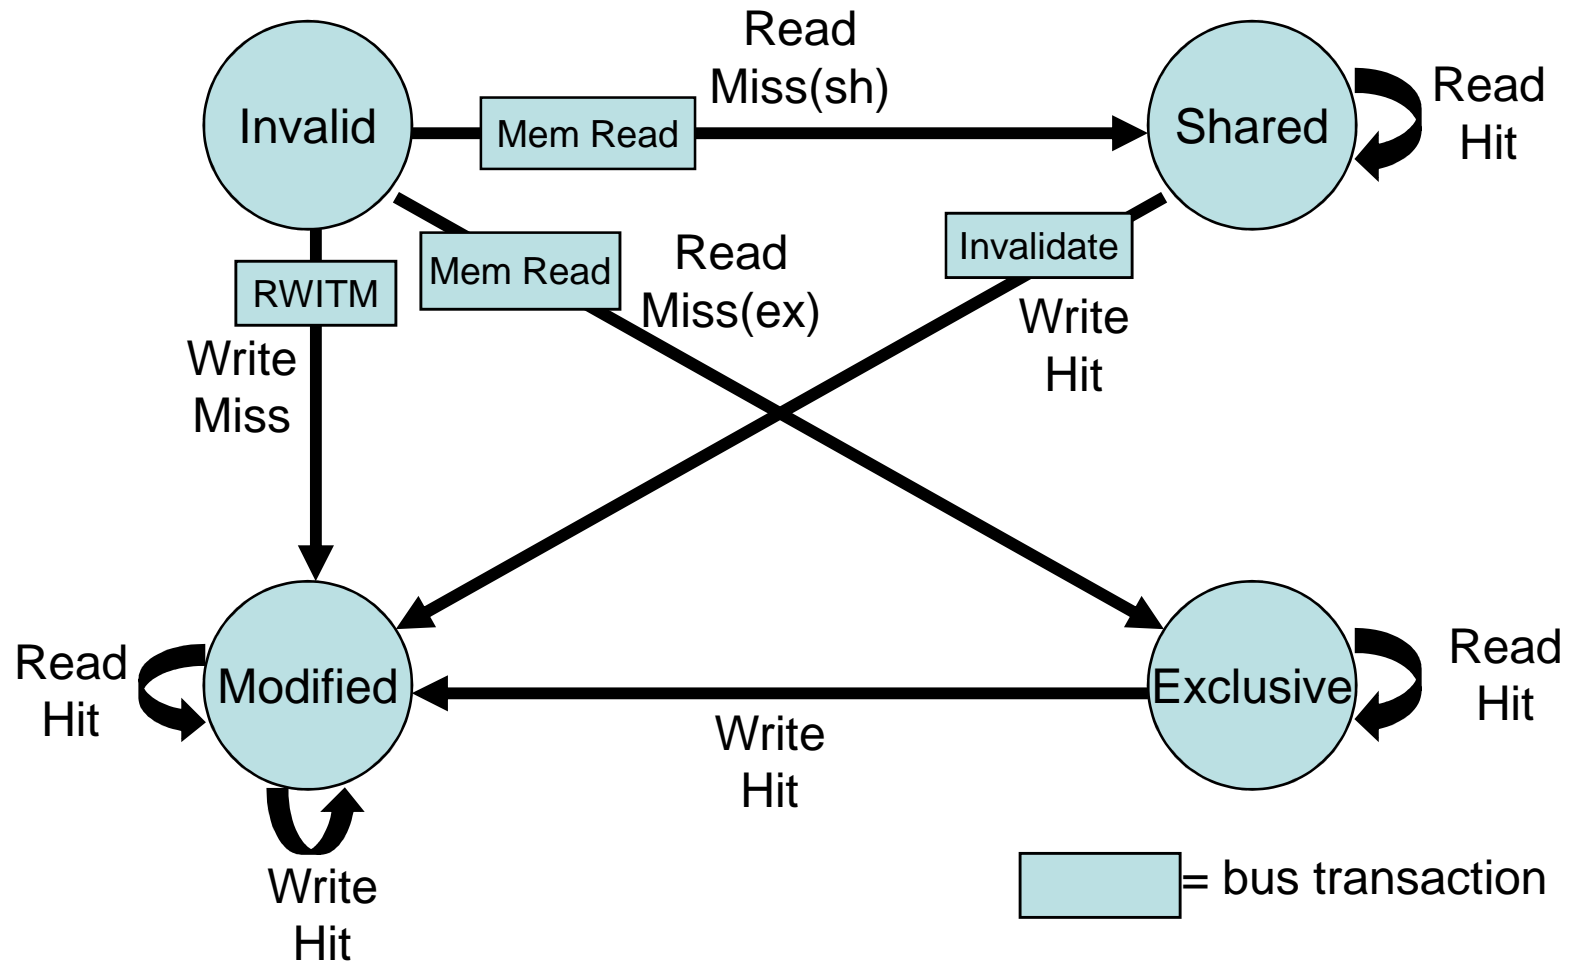 Read
Miss(sh)
Invalid
Mem Read
Shared
Read
Hit
RWITM
Mem Read
Read
Miss(ex)
Invalidate
Write
Hit
Write
Miss
Read
Hit
Modified
Exclusive
Read
Hit
Write
Hit
Write
Hit
= bus transaction